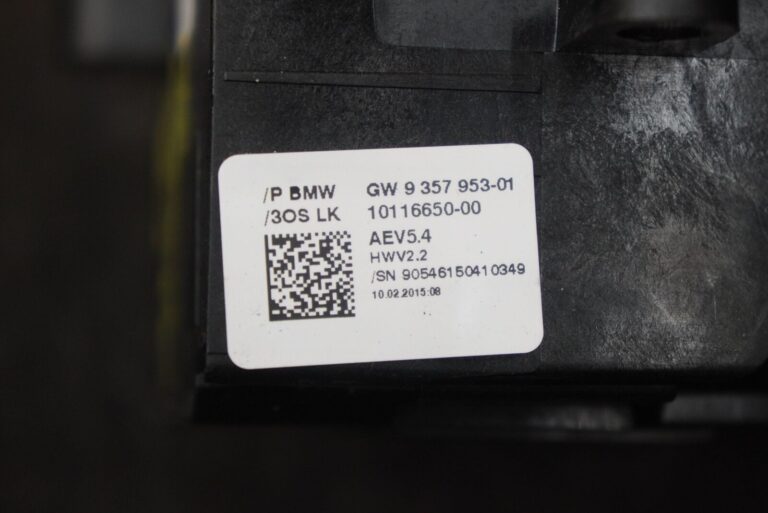 /P BMW GW 9 357 953-01
/3OS LK 10116650-00
AEV5.4
HWV2.2
/SN 90546150410349
10.02.2015:08